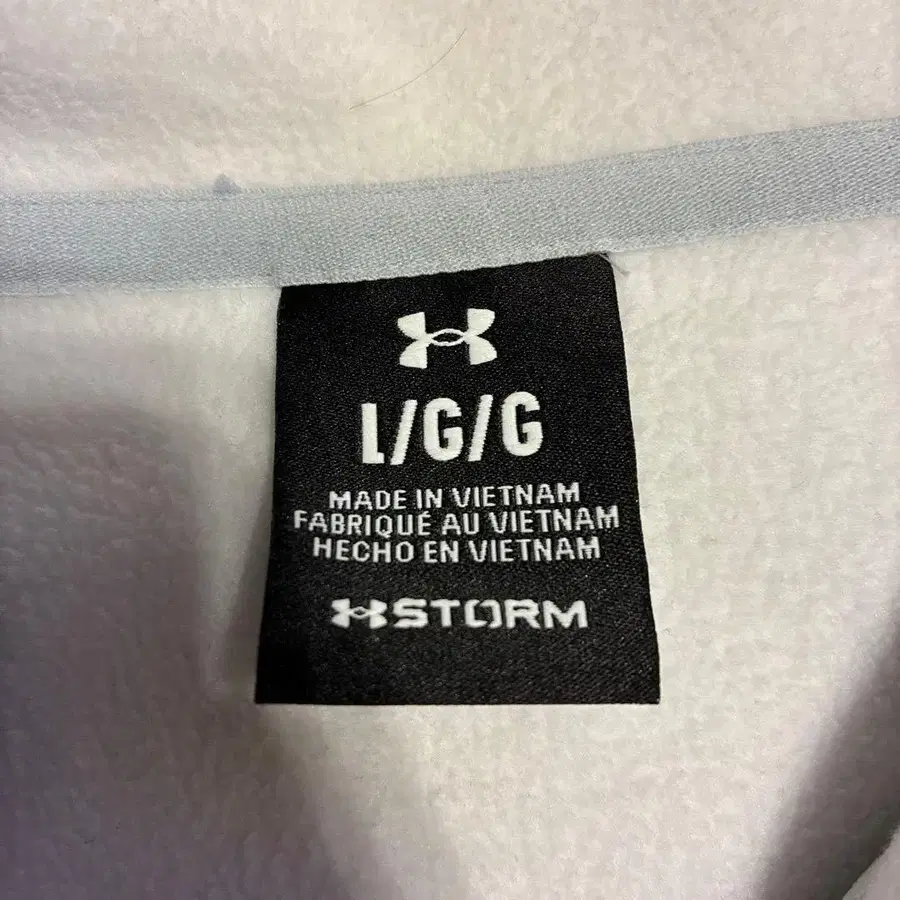 L/G/G
MADE IN VIETNAM
FABRIQUÉ AU VIETNAM
HECHO EN VIETNAM
STORM